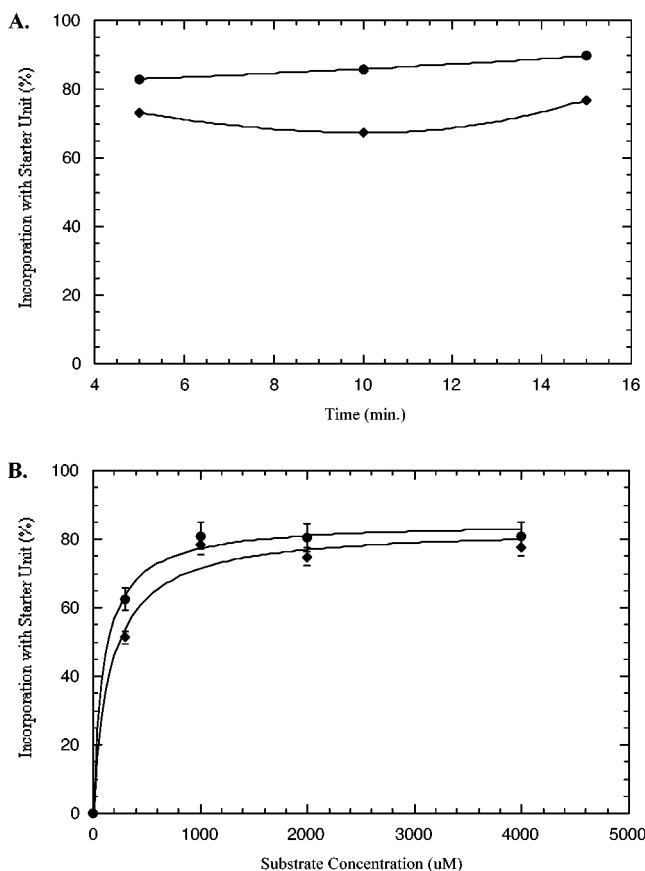 A.
100
80
60
40
20
0
Incorporation with Starter Unit (%)
4 6 8 10 12 14 16
Time (min.)
B.
100
80
60
40
20
0
Incorporation with Starter Unit (%)
0 1000 2000 3000 4000 5000
Substrate Concentration (uM)